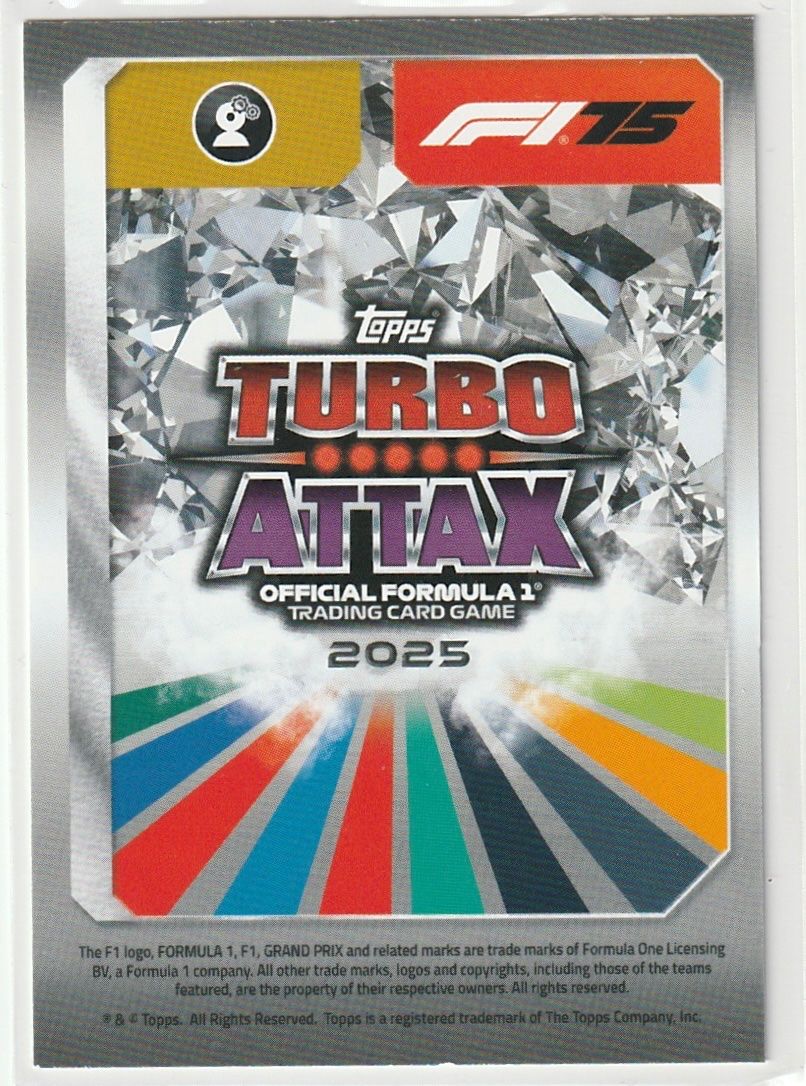 F1® 75
topps®
TURBO
ATTAX
OFFICIAL FORMULA 1®
TRADING CARD GAME
2025
The F1 logo, FORMULA 1, F1, GRAND PRIX and related marks are trade marks of Formula One Licensing
BV, a Formula 1 company. All other trade marks, logos and copyrights, including those of the teams
featured, are the property of their respective owners. All rights reserved.
® & © Topps. All Rights Reserved. Topps is a registered trademark of The Topps Company, Inc.